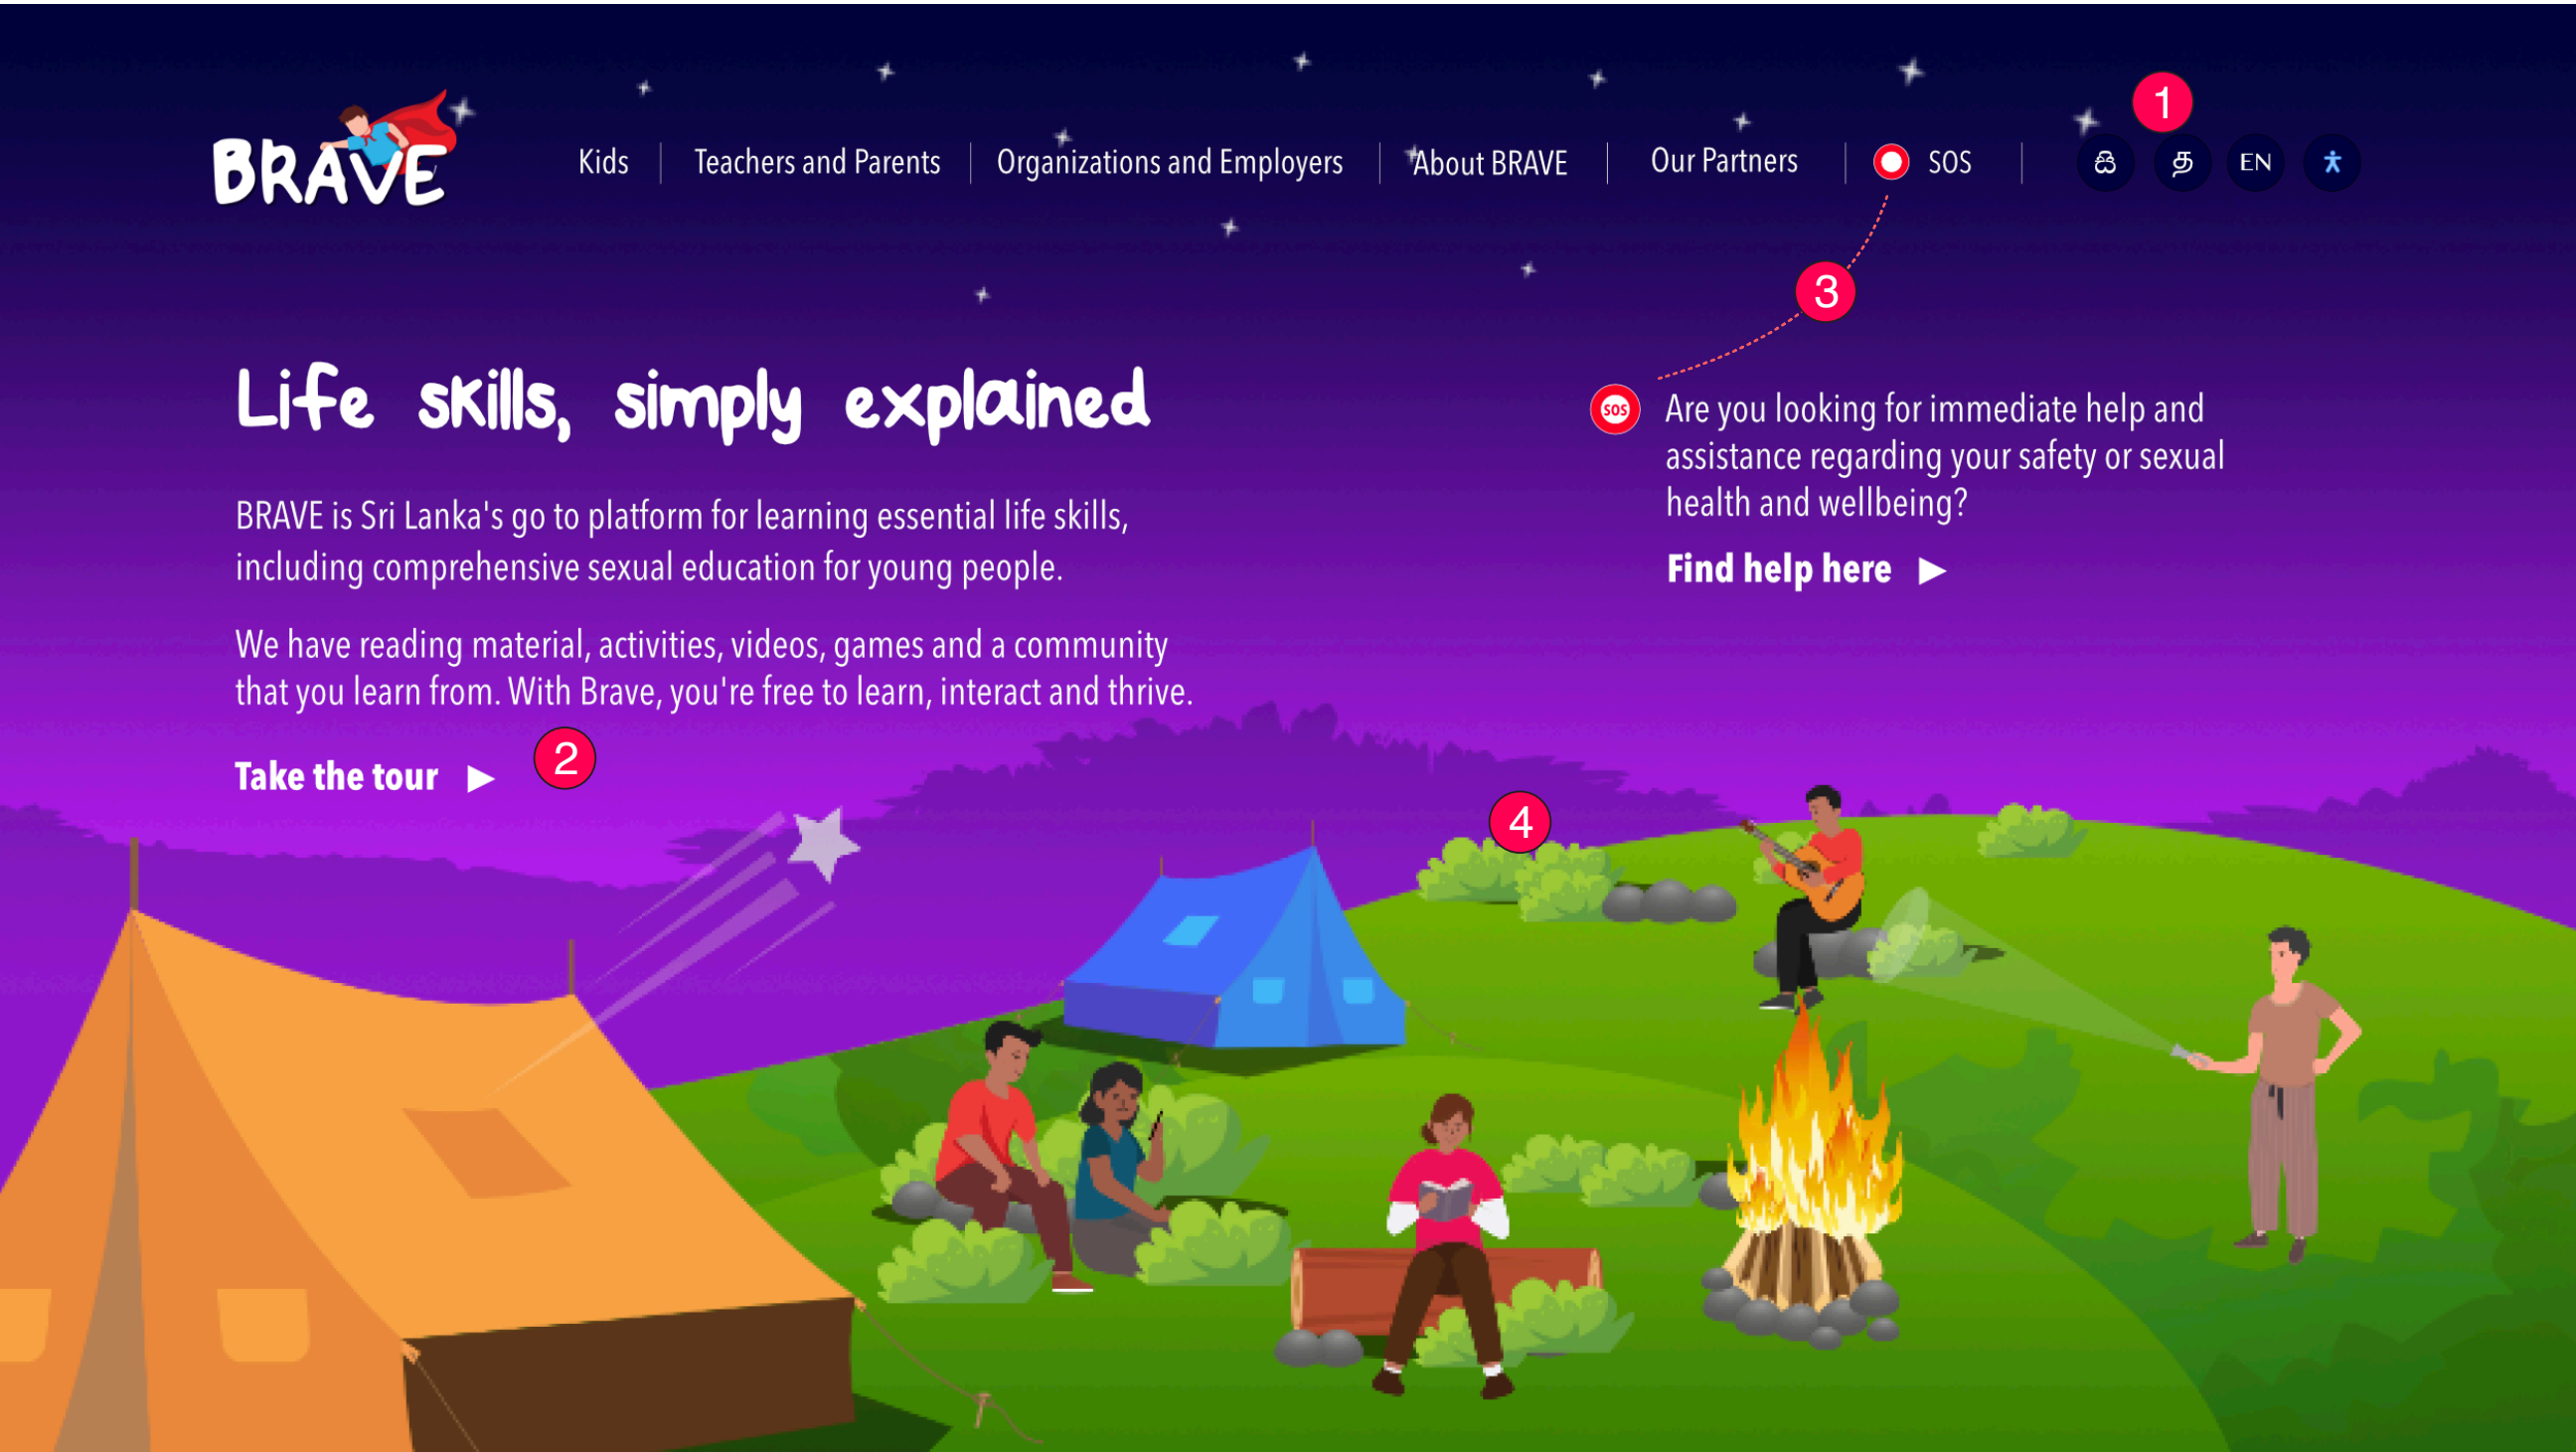 1
BRAVE
Kids
Teachers and Parents
Organizations and Employers
About BRAVE
Our Partners
SOS
සි
த
EN
3
Life skills, simply explained
BRAVE is Sri Lanka's go to platform for learning essential life skills,
including comprehensive sexual education for young people.
We have reading material, activities, videos, games and a community
that you learn from. With Brave, you're free to learn, interact and thrive.
Take the tour
2
SOS
Are you looking for immediate help and
assistance regarding your safety or sexual
health and wellbeing?
Find help here
4